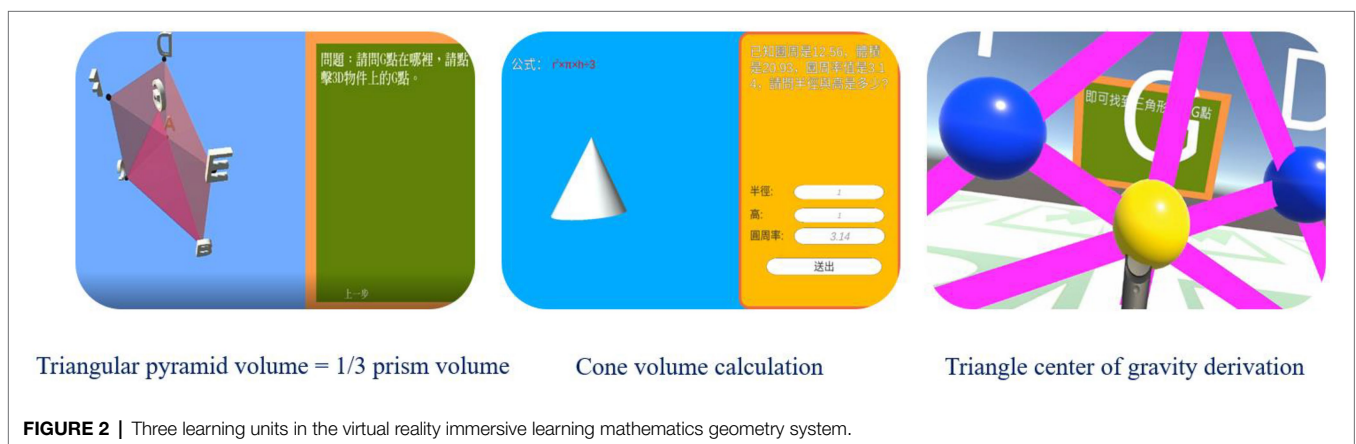 D
G
A
E
B
問題：請問G點在哪裡，請點
擊3D物件上的G點。
上一步
公式： r²×π×h÷3
已知圓周是12.56、體積
是20.93、圓周率值是3.1
4、請問半徑與高是多少?
半徑: 1
高: 1
圓周率: 3.14
送出
即可找到三角形 G點
G
D
Triangular pyramid volume = 1/3 prism volume
Cone volume calculation
Triangle center of gravity derivation
FIGURE 2 | Three learning units in the virtual reality immersive learning mathematics geometry system.